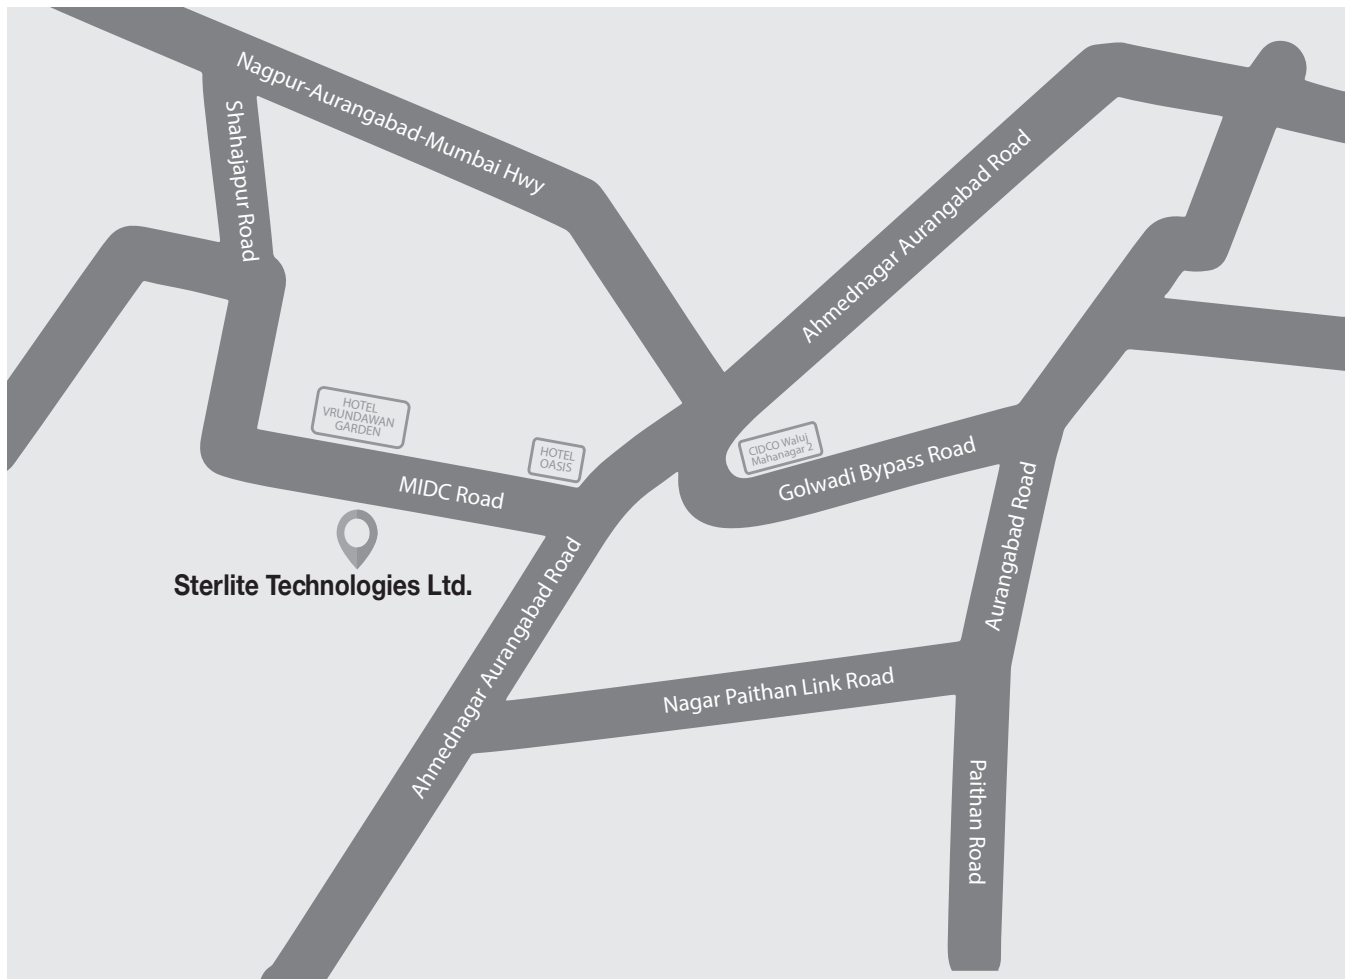 Nagpur-Aurangabad-Mumbai Hwy
Shahajapur Road
Ahmednagar Aurangabad Road
HOTEL
VRUNDAWAN
GARDEN
HOTEL
OASIS
CIDCO Waluj
Mahanagar 2
Golwadi Bypass Road
MIDC Road
Aurangabad Road
Sterlite Technologies Ltd.
Ahmednagar Aurangabad Road
Nagar Paithan Link Road
Paithan Road